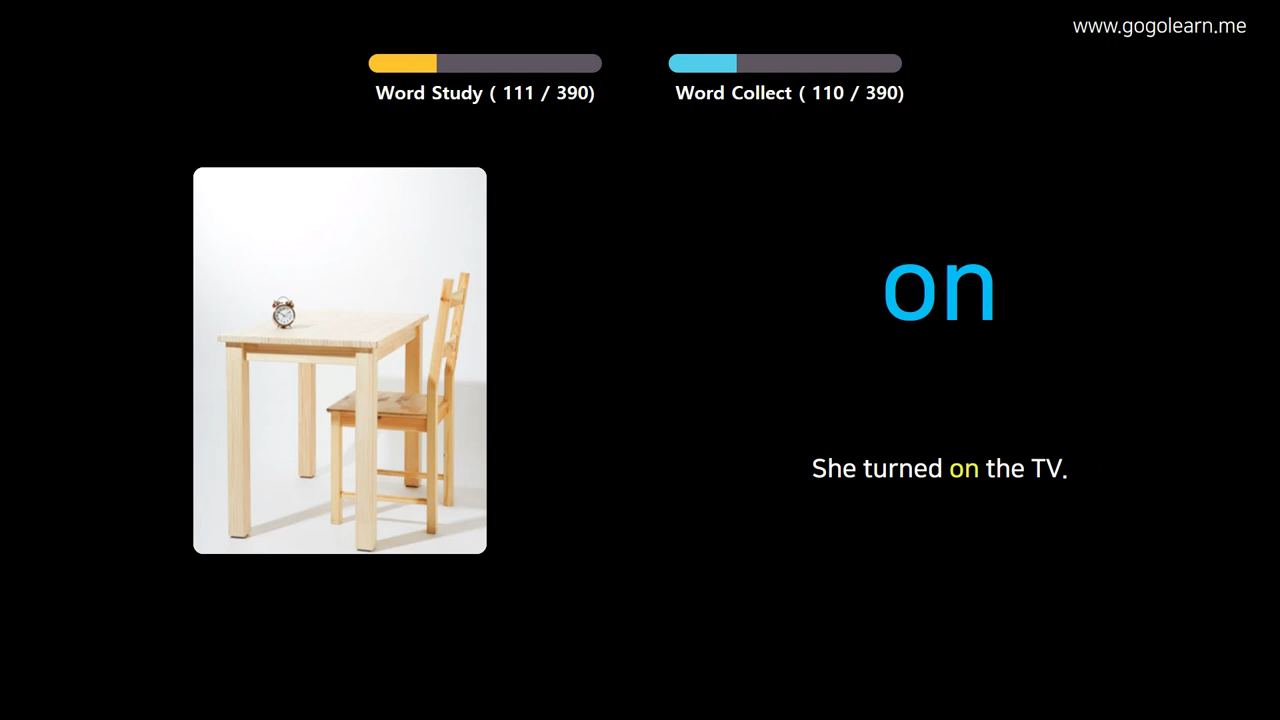 www.gogolearn.me
Word Study ( 111 / 390)
Word Collect ( 110 / 390)
on
She turned on the TV.